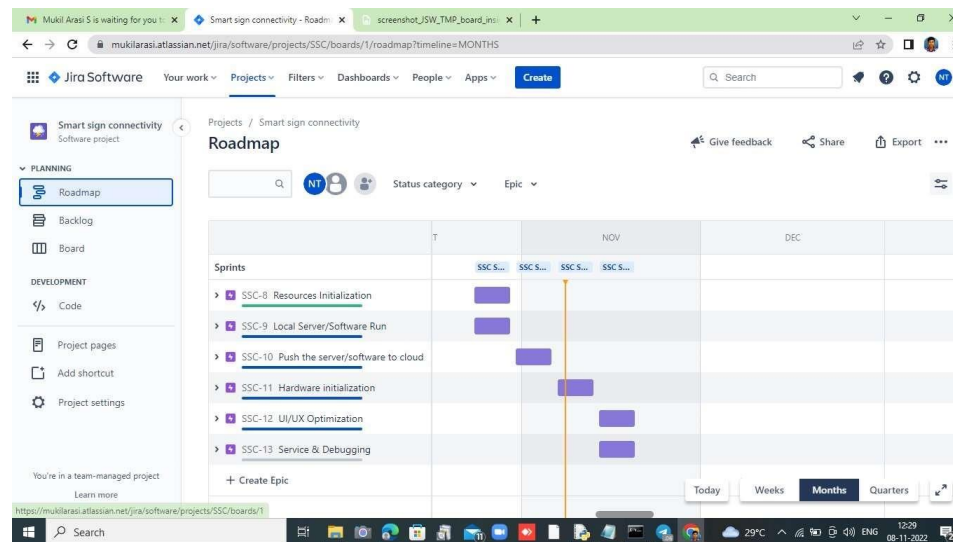 Mukil Arasi S is waiting for you t
Smart sign connectivity - Roadm
screenshot_JSW_TMP_board_insi
mukilarasi.atlassian.net/jira/software/projects/SSC/boards/1/roadmap?timeline=MONTHS
Jira Software Your work Projects Filters Dashboards People Apps Create Search NT
Smart sign connectivity
Software project
PLANNING
Roadmap
Backlog
Board
DEVELOPMENT
Code
Project pages
Add shortcut
Project settings
You're in a team-managed project
Learn more
Projects / Smart sign connectivity
Roadmap
Give feedback Share Export
NT Status category Epic
T NOV DEC
Sprints SSC S... SSC S... SSC S... SSC S...
SSC-8 Resources Initialization
SSC-9 Local Server/Software Run
SSC-10 Push the server/software to cloud
SSC-11 Hardware initialization
SSC-12 UI/UX Optimization
SSC-13 Service & Debugging
+ Create Epic
Today Weeks Months Quarters
https://mukilarasi.atlassian.net/jira/software/projects/SSC/boards/1
Search 29°C ENG 12:29
08-11-2022